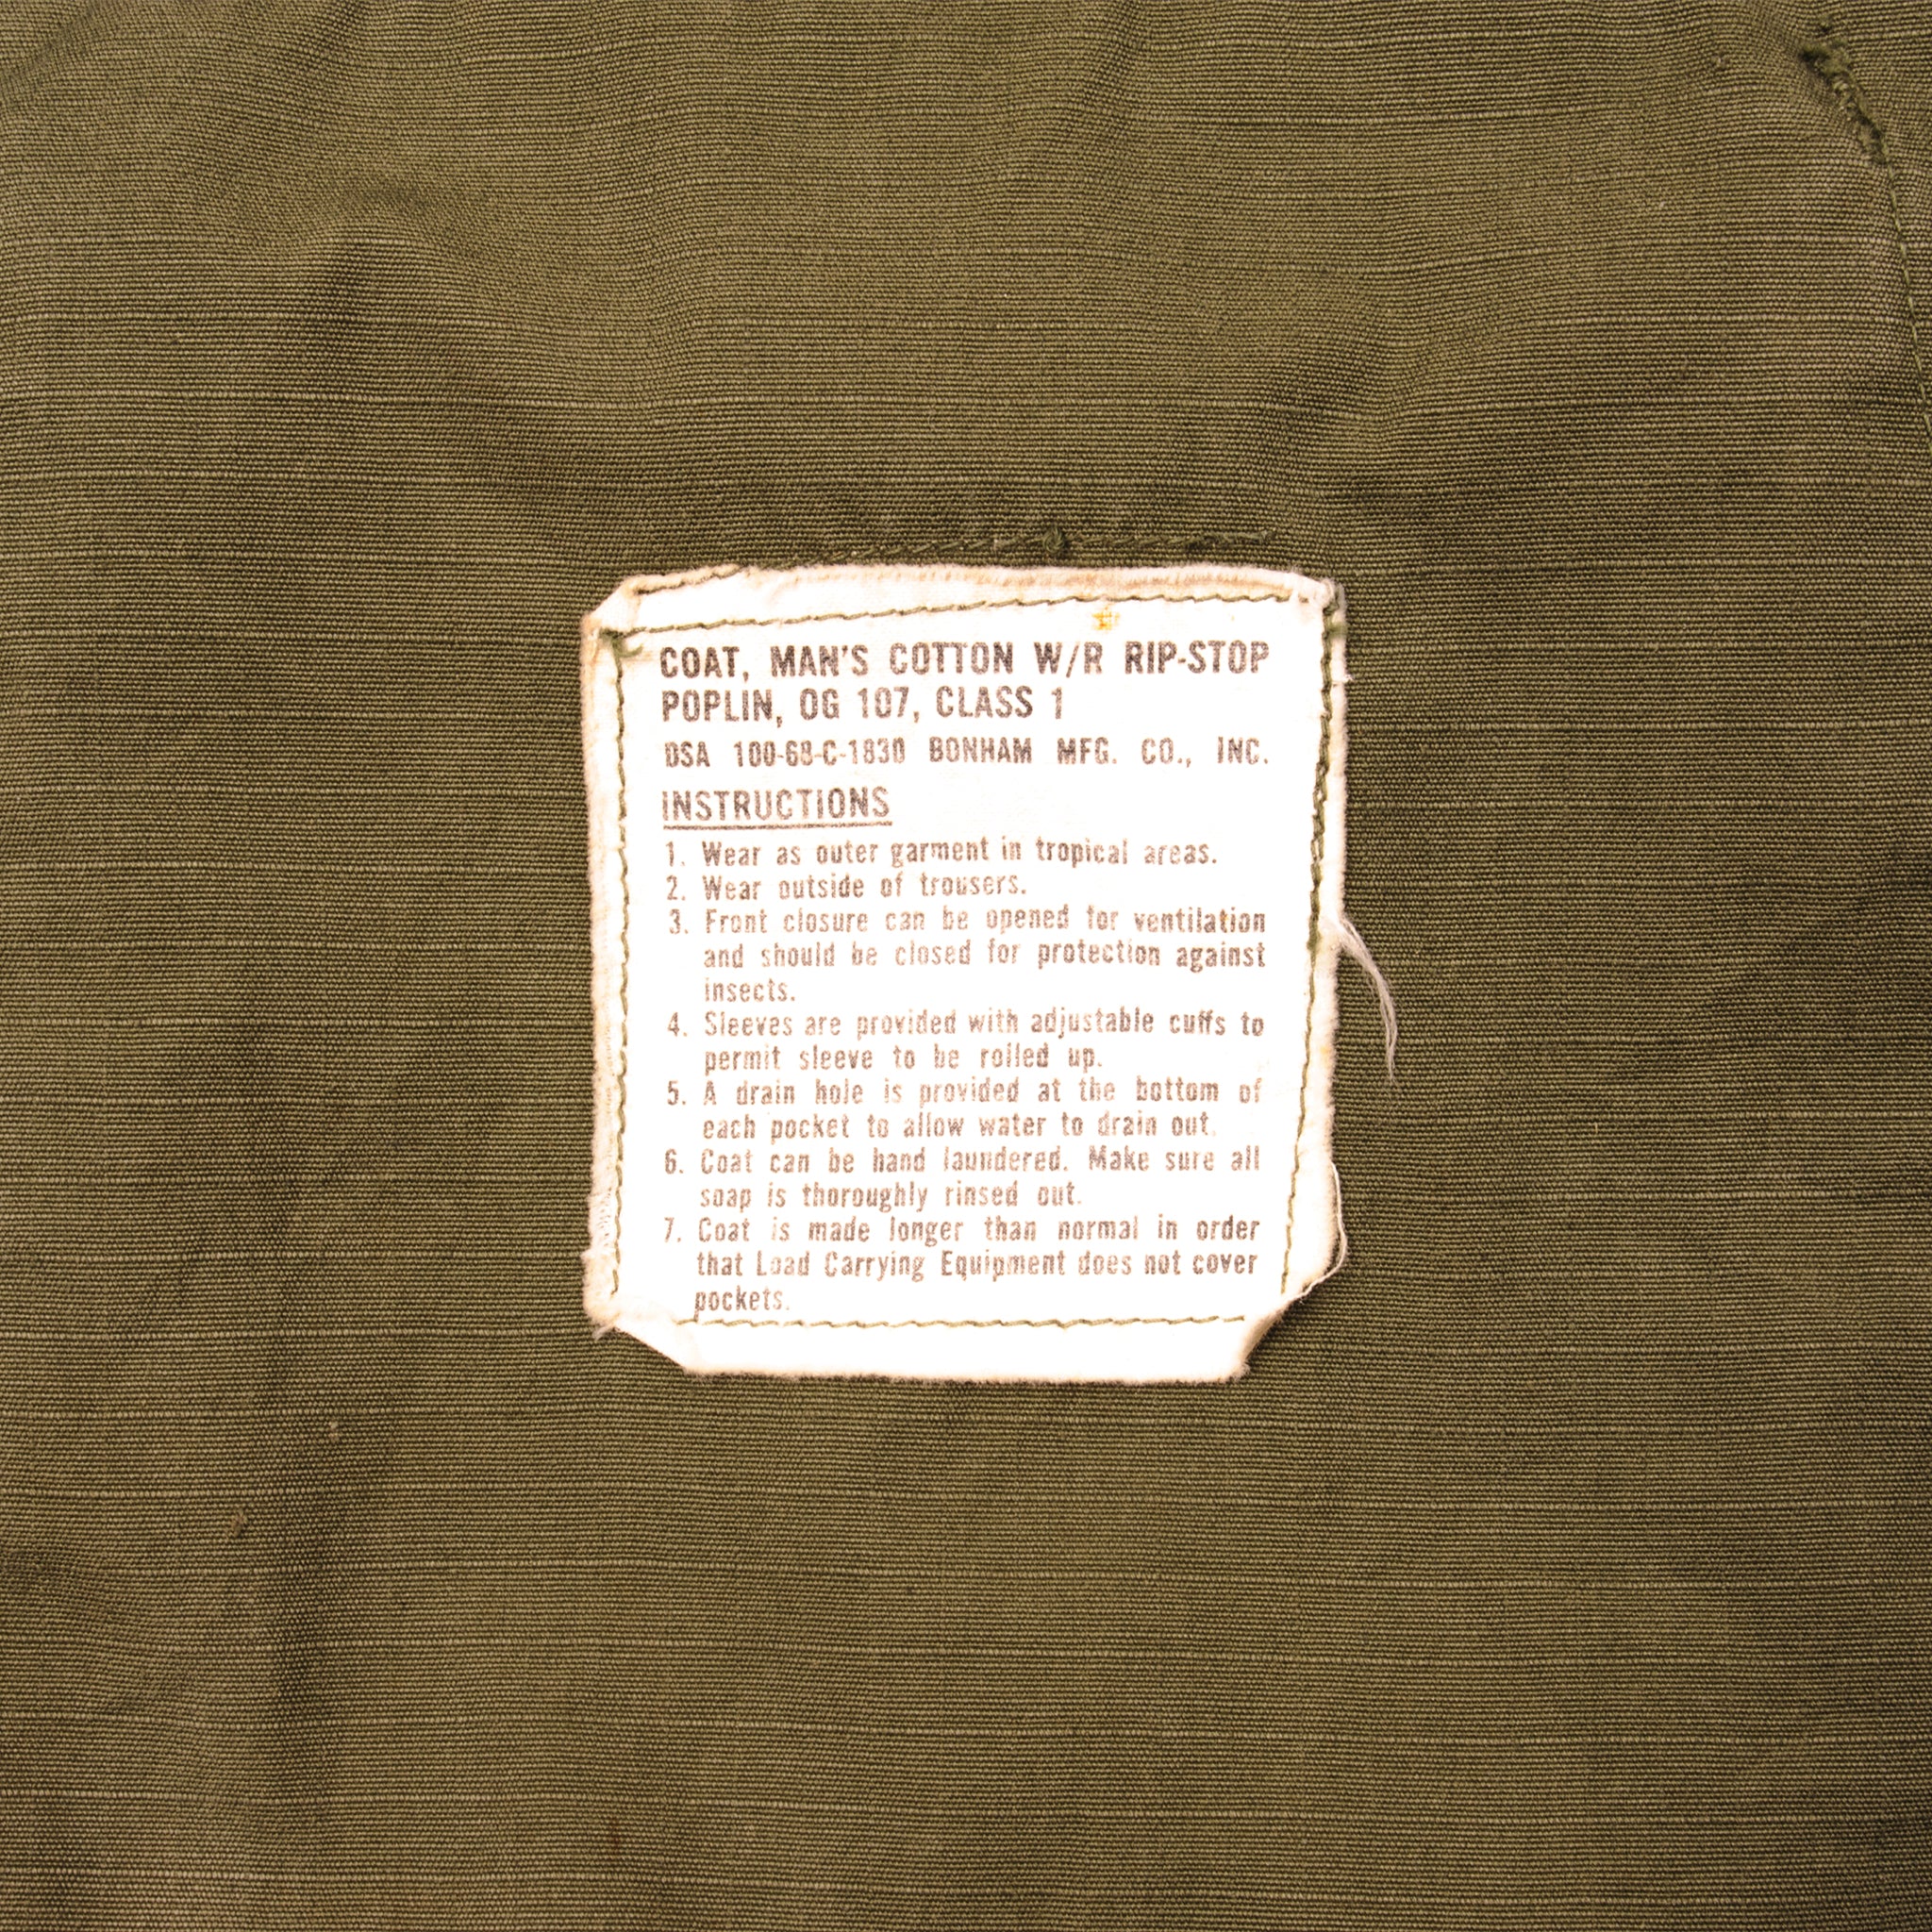 COAT, MAN'S COTTON W/R RIP-STOP
POPLIN, OG 107, CLASS 1
DSA 100-68-C-1830 BONHAM MFG. CO., INC.
INSTRUCTIONS
1. Wear as outer garment in tropical areas.
2. Wear outside of trousers.
3. Front closure can be opened for ventilation
and should be closed for protection against
insects.
4. Sleeves are provided with adjustable cuffs to
permit sleeve to be rolled up.
5. A drain hole is provided at the bottom of
each pocket to allow water to drain out.
6. Coat can be hand laundered. Make sure all
soap is thoroughly rinsed out.
7. Coat is made longer than normal in order
that Load Carrying Equipment does not cover
pockets.